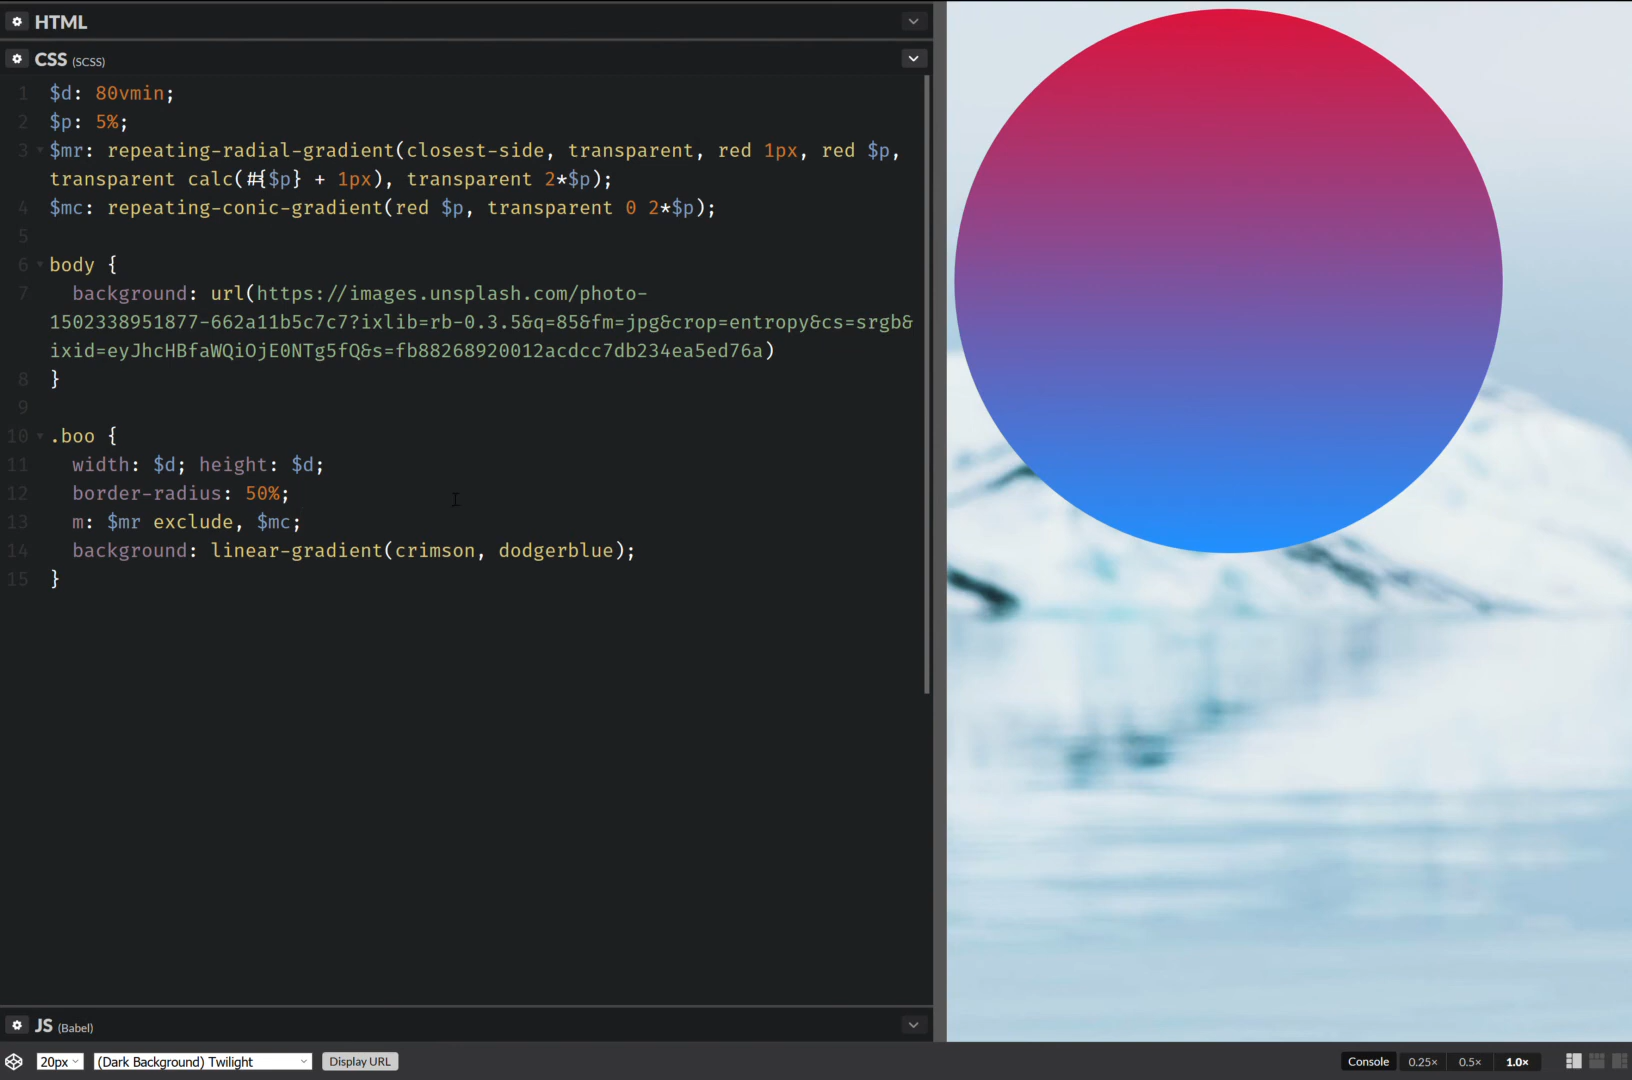 HTML
CSS (SCSS)
1 $d: 80vmin;
2 $p: 5%;
3 $mr: repeating-radial-gradient(closest-side, transparent, red 1px, red $p,
transparent calc(#{$p} + 1px), transparent 2*$p);
4 $mc: repeating-conic-gradient(red $p, transparent 0 2*$p);
5
6 body {
7 background: url(https://images.unsplash.com/photo-
1502338951877-662a11b5c7c7?ixlib=rb-0.3.5&q=85&fm=jpg&crop=entropy&cs=srgb&
ixid=eyJhcHBfaWQiOjE0NTg5fQ&s=fb88268920012acdcc7db234ea5ed76a)
8 }
9
10 .boo {
11 width: $d; height: $d;
12 border-radius: 50%;
13 m: $mr exclude, $mc;
14 background: linear-gradient(crimson, dodgerblue);
15 }
JS (Babel)
20px (Dark Background) Twilight Display URL Console 0.25× 0.5× 1.0×